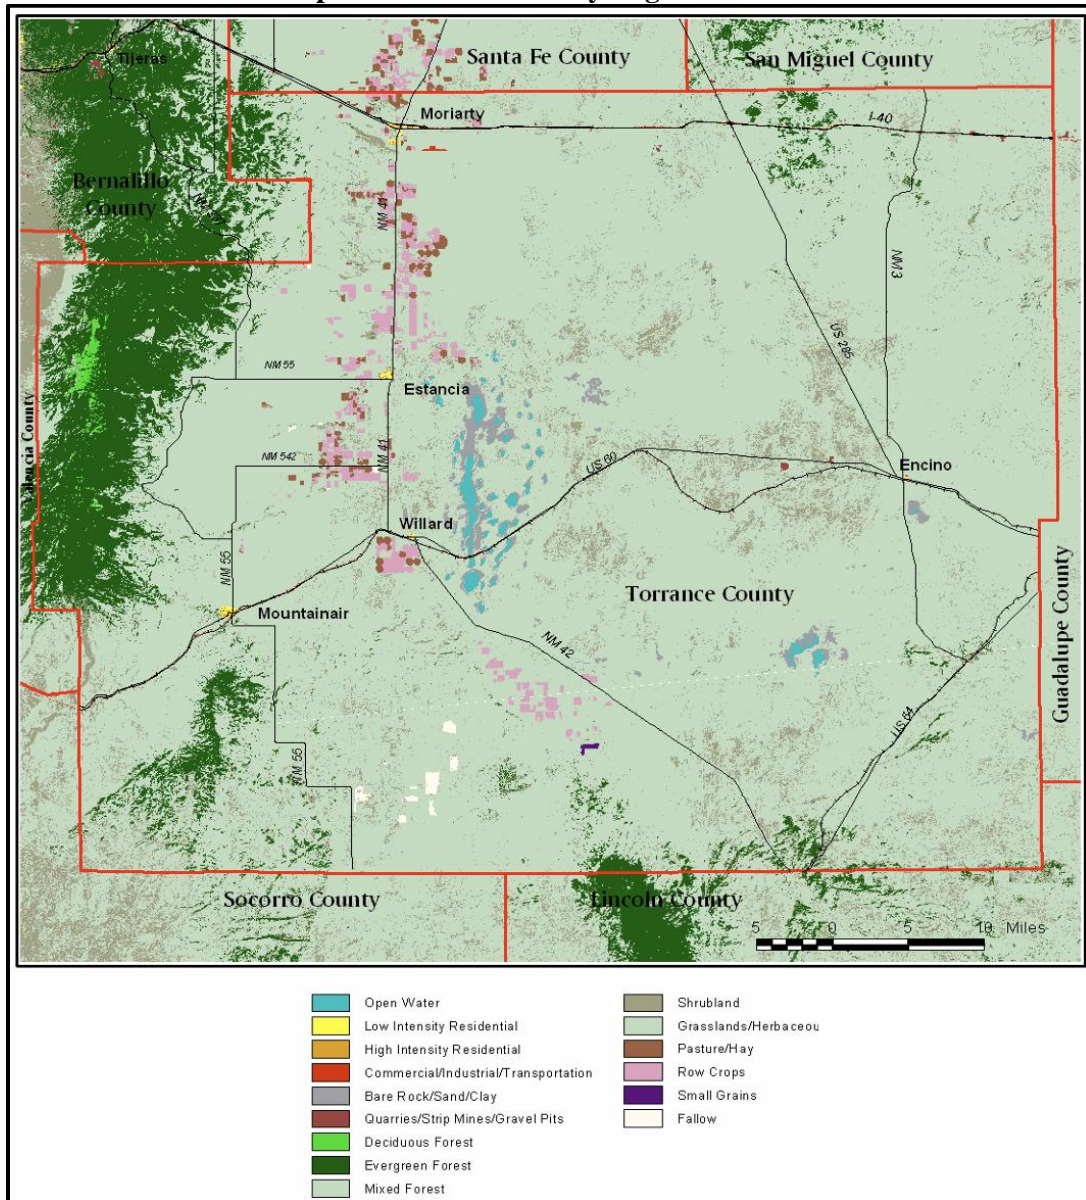 Santa Fe County
San Miguel County
Tijeras
Moriarty
I-40
Bernalillo
County
NM 41
NM 3
US 285
NM 55
Estancia
NM 542
NM 41
US 60
Encino
Willard
NM 55
Mountainair
Torrance County
NM 42
Guadalupe County
US 54
NM 55
Socorro County
Lincoln County
5 0 5 10 Miles
Open Water
Low Intensity Residential
High Intensity Residential
Commercial/Industrial/Transportation
Bare Rock/Sand/Clay
Quarries/Strip Mines/Gravel Pits
Deciduous Forest
Evergreen Forest
Mixed Forest
Shrubland
Grasslands/Herbaceou
Pasture/Hay
Row Crops
Small Grains
Fallow